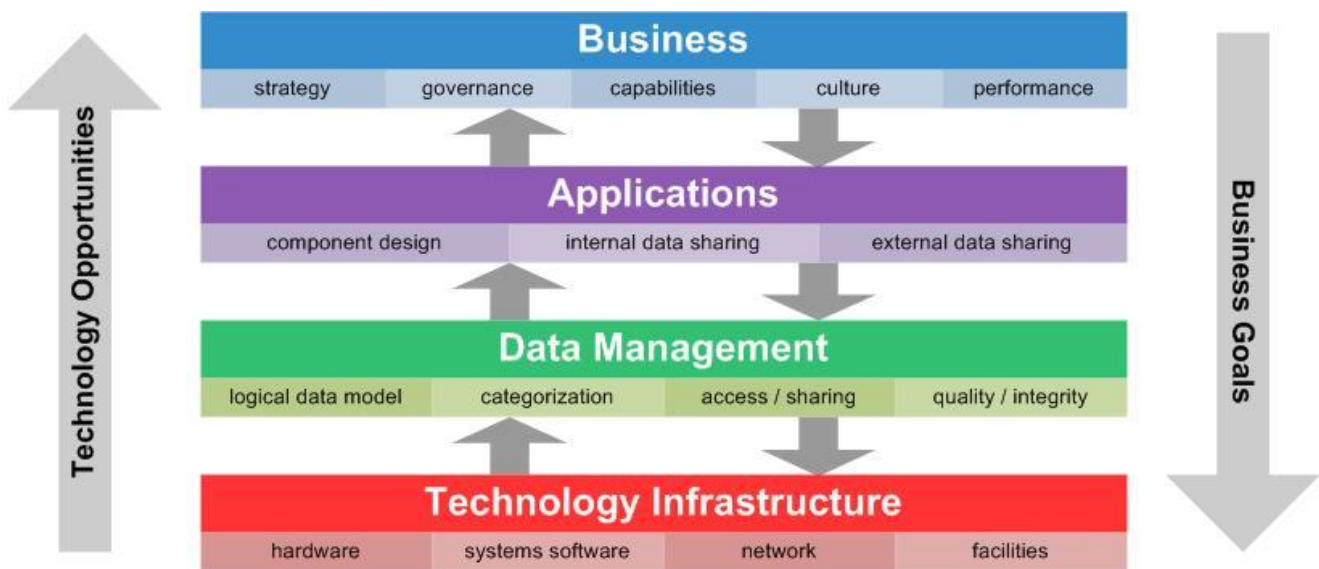 Business
strategy governance capabilities culture performance
Applications
component design internal data sharing external data sharing
Data Management
logical data model categorization access / sharing quality / integrity
Technology Infrastructure
hardware systems software network facilities
Technology Opportunities
Business Goals